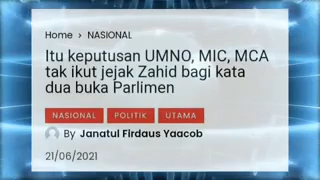 Home > NASIONAL
Itu keputusan UMNO, MIC, MCA
tak ikut jejak Zahid bagi kata
dua buka Parlimen
NASIONAL POLITIK UTAMA
By Janatul Firdaus Yaacob
21/06/2021